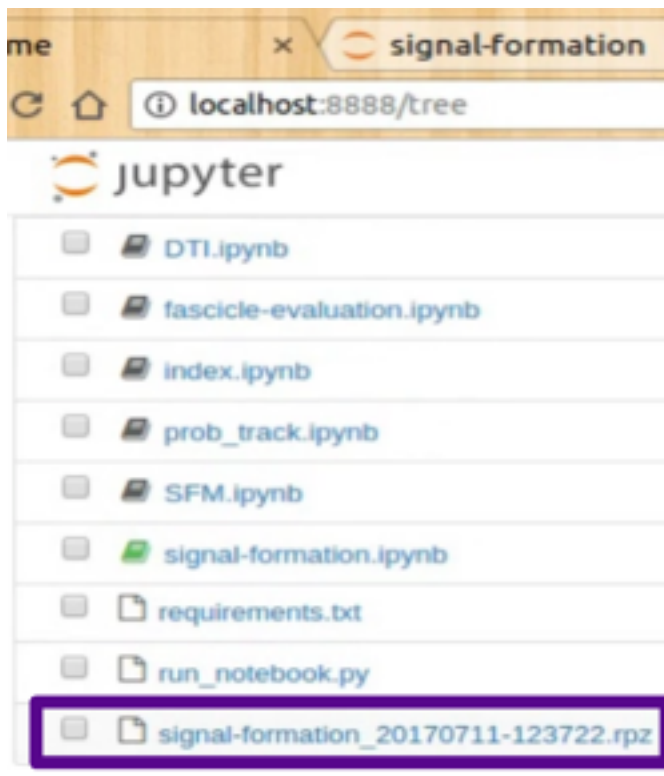 me × signal-formation
localhost:8888/tree
jupyter
DTI.ipynb
fascicle-evaluation.ipynb
index.ipynb
prob_track.ipynb
SFM.ipynb
signal-formation.ipynb
requirements.txt
run_notebook.py
signal-formation_20170711-123722.rpz